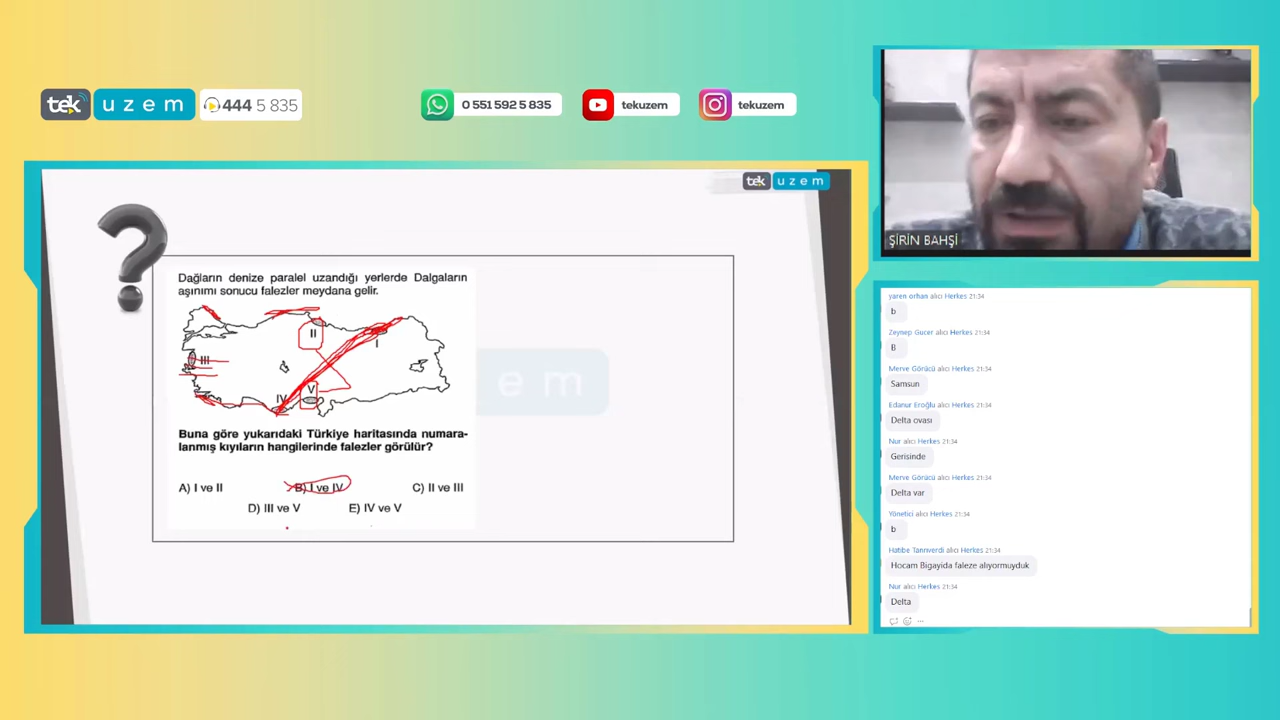 tek uzem 444 5 835
0 551 592 5 835
tekuzem
tekuzem
tek uzem
Dağların denize paralel uzandığı yerlerde Dalgaların
aşınımı sonucu falezler meydana gelir.
II
I
III
V
IV
em
Buna göre yukarıdaki Türkiye haritasında numara-
lanmış kıyıların hangilerinde falezler görülür?
A) I ve II
B) I ve IV
C) II ve III
D) III ve V
E) IV ve V
ŞİRİN BAHŞİ
yaren orhan alıcı Herkes 21:34
b
Zeynep Gucer alıcı Herkes 21:34
B
Merve Görücü alıcı Herkes 21:34
Samsun
Edanur Eroğlu alıcı Herkes 21:34
Delta ovası
Nur alıcı Herkes 21:34
Gerisinde
Merve Görücü alıcı Herkes 21:34
Delta var
Yönetici alıcı Herkes 21:34
b
Hatibe Tanrıverdi alıcı Herkes 21:34
Hocam Bigayida faleze alıyormuyduk
Nur alıcı Herkes 21:34
Delta